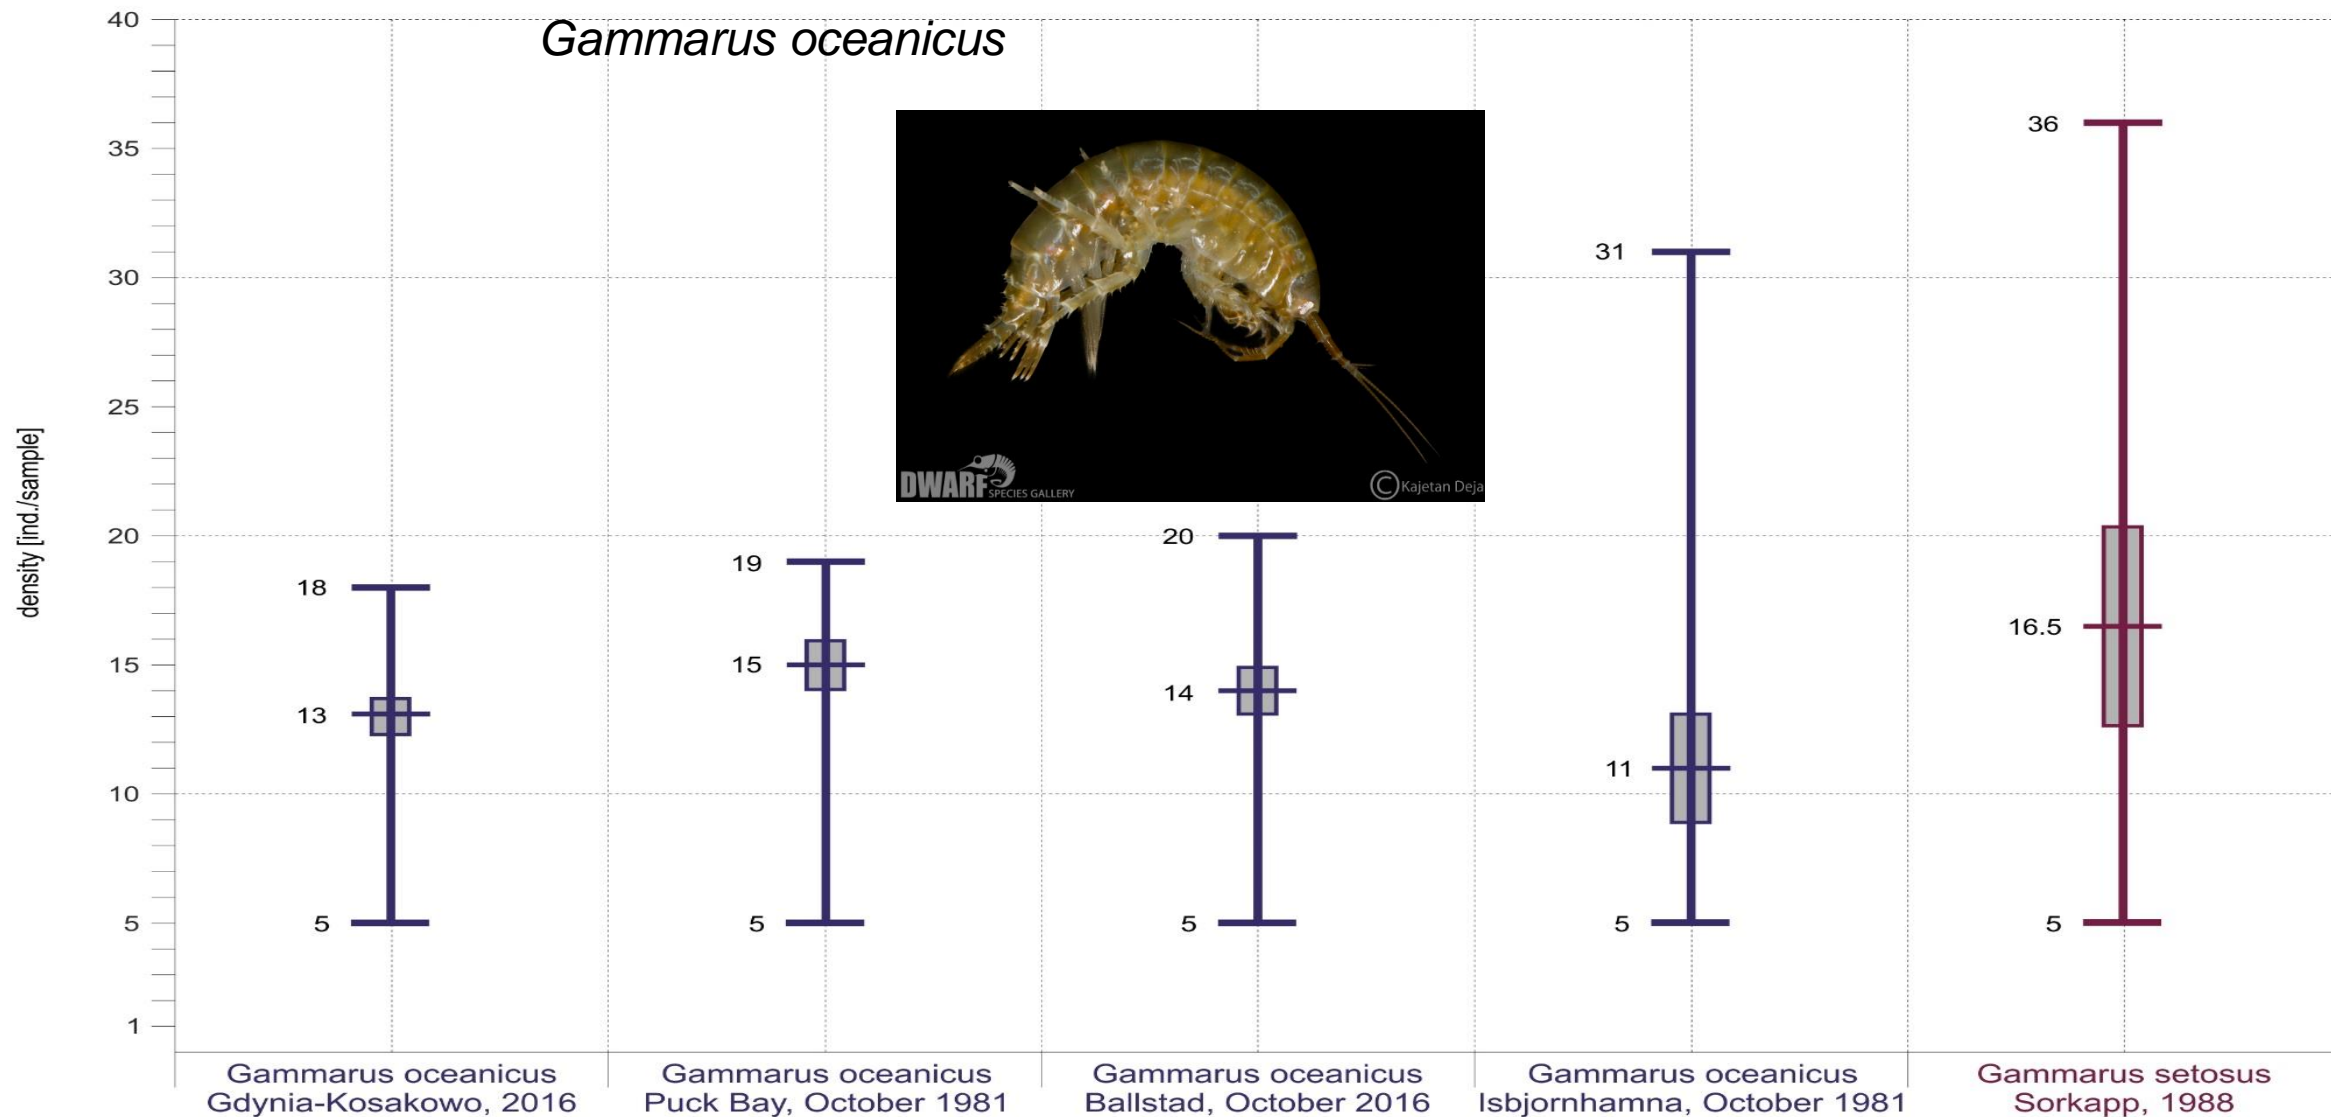 Gammarus oceanicus
density [ind./sample]
40
35
30
25
20
15
10
5
1
18
13
5
19
15
5
20
14
5
31
11
5
36
16.5
5
DWARF SPECIES GALLERY
© Kajetan Deja
Gammarus oceanicus
Gdynia-Kosakowo, 2016
Gammarus oceanicus
Puck Bay, October 1981
Gammarus oceanicus
Ballstad, October 2016
Gammarus oceanicus
Isbjornhamna, October 1981
Gammarus setosus
Sorkapp, 1988